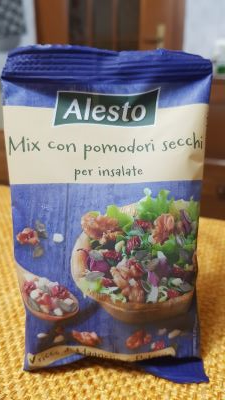 Alesto
Mix con pomodori secchi
per insalate